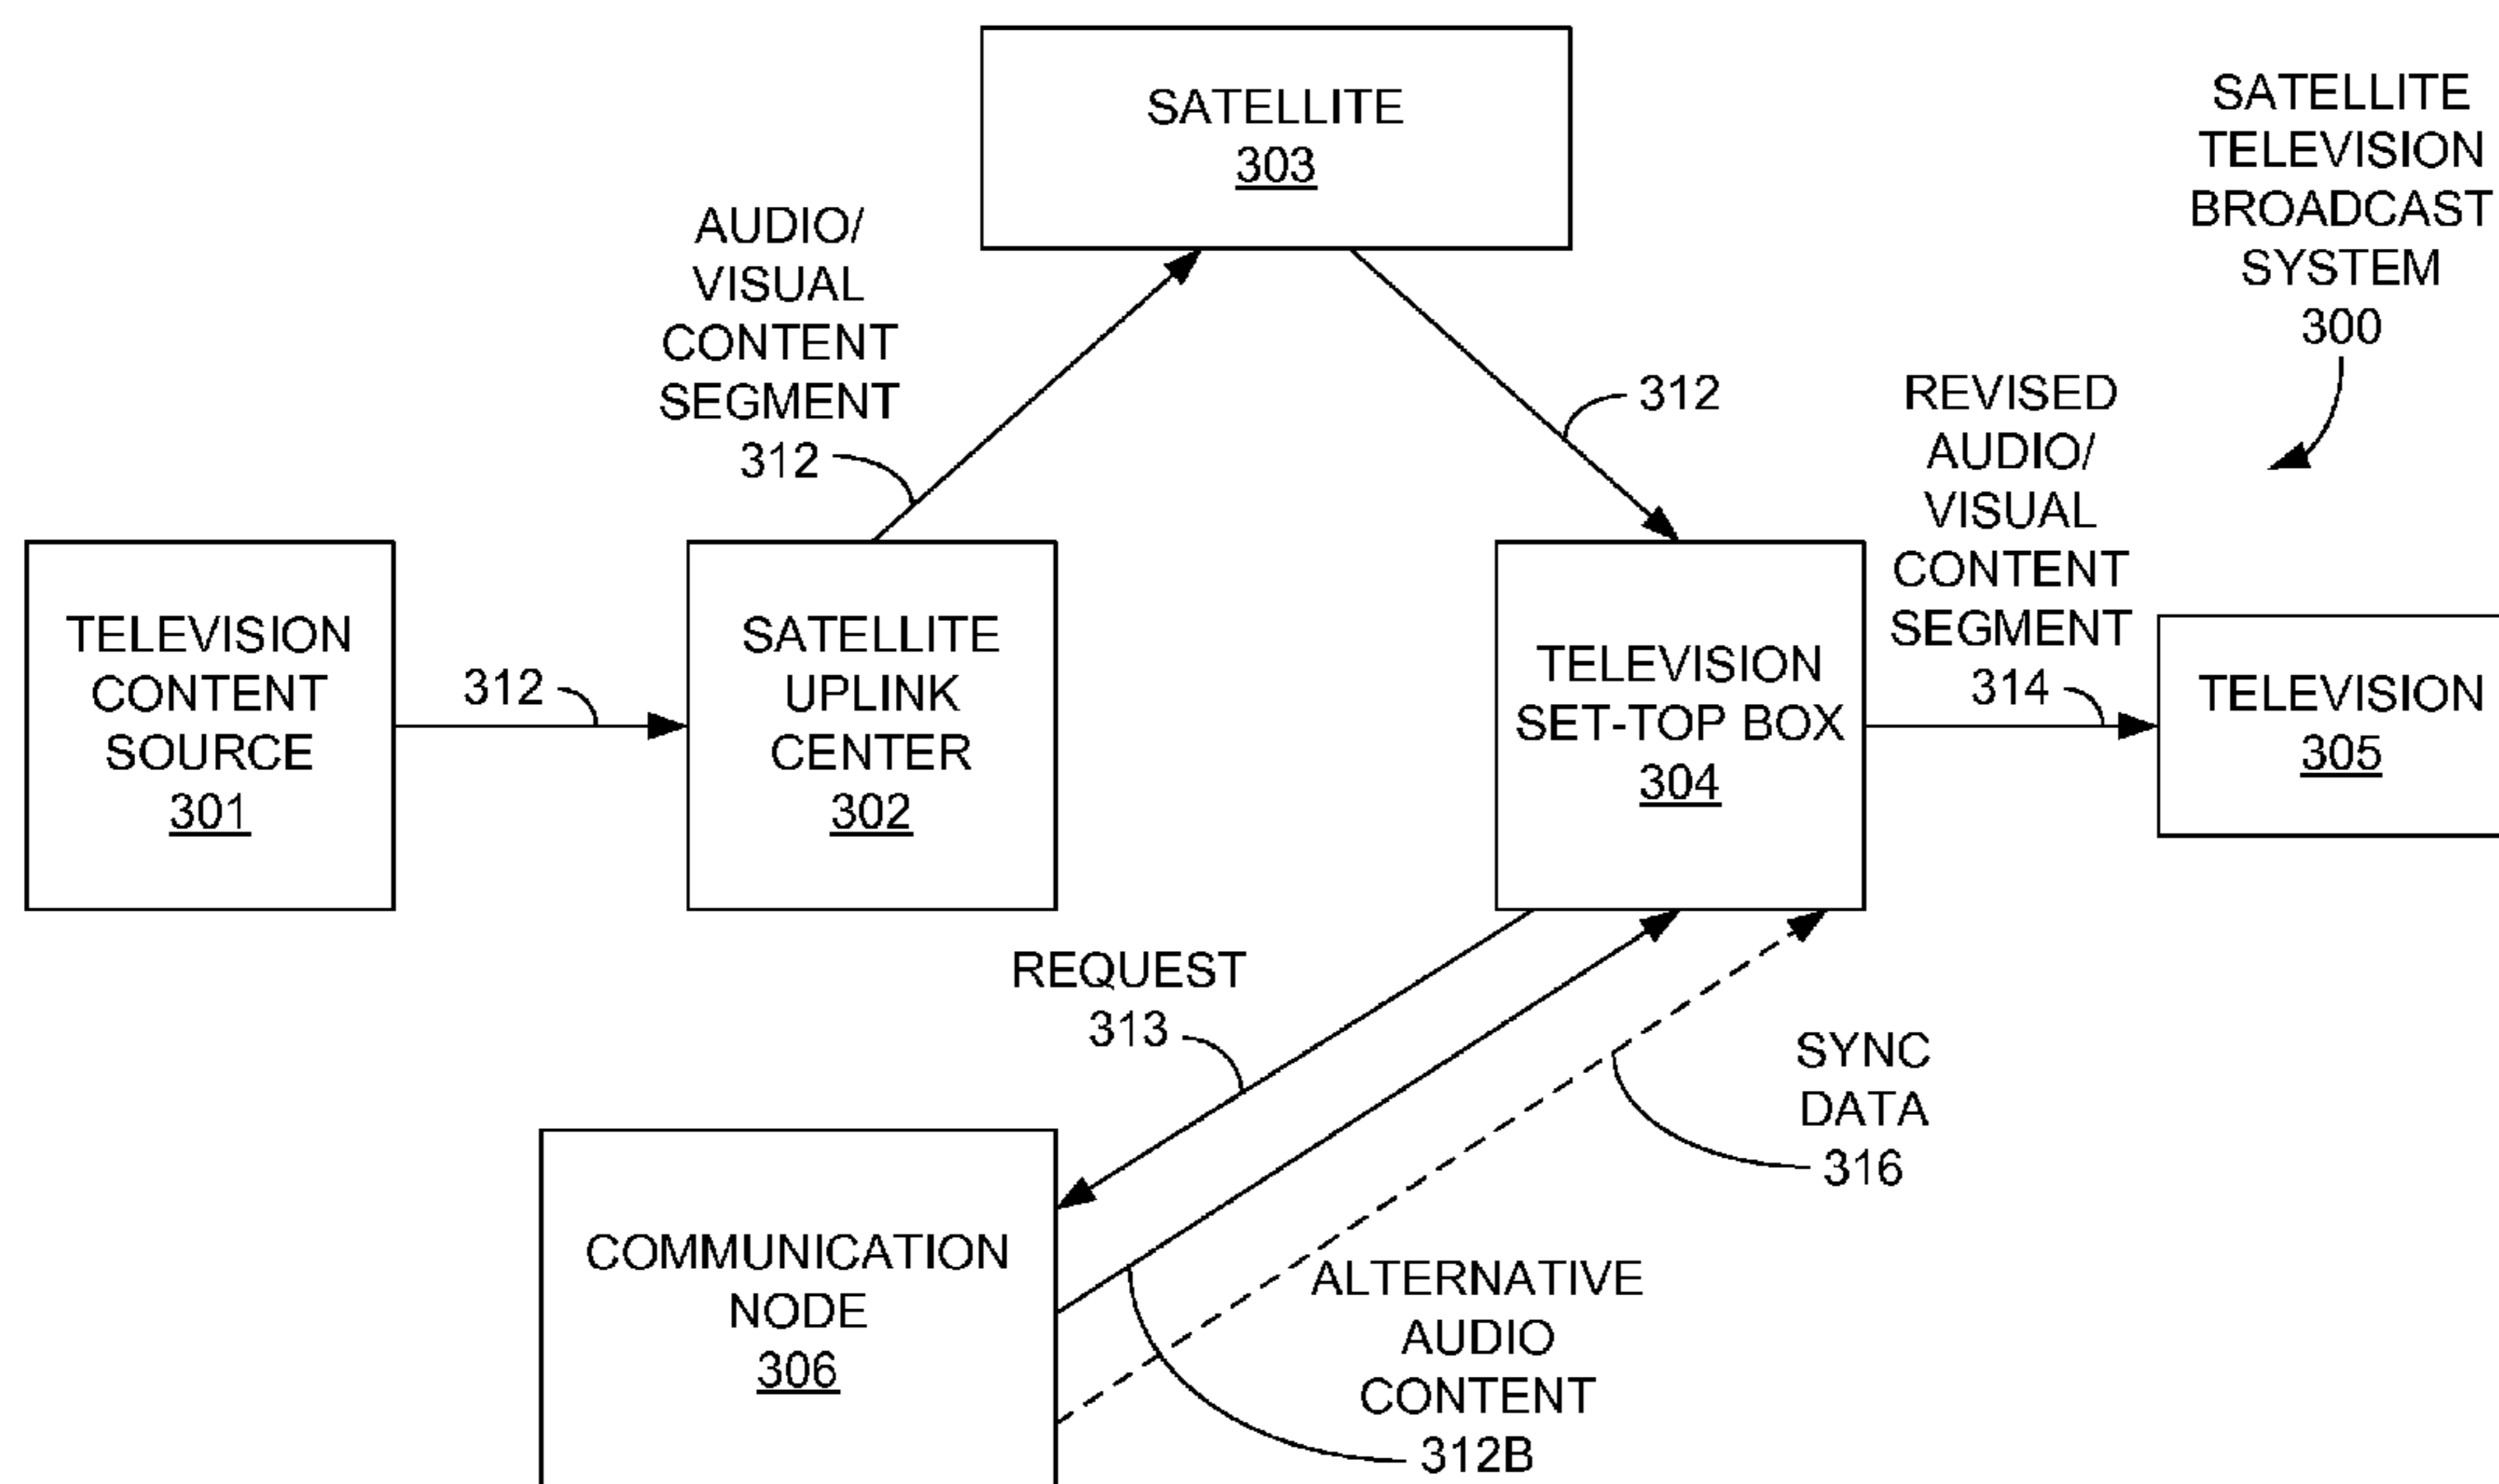 SATELLITE
303
SATELLITE
TELEVISION
BROADCAST
SYSTEM
300
AUDIO/
VISUAL
CONTENT
SEGMENT
312
312
REVISED
AUDIO/
VISUAL
CONTENT
SEGMENT
314
TELEVISION
CONTENT
SOURCE
301
312
SATELLITE
UPLINK
CENTER
302
TELEVISION
SET-TOP BOX
304
TELEVISION
305
REQUEST
313
SYNC
DATA
316
COMMUNICATION
NODE
306
ALTERNATIVE
AUDIO
CONTENT
312B